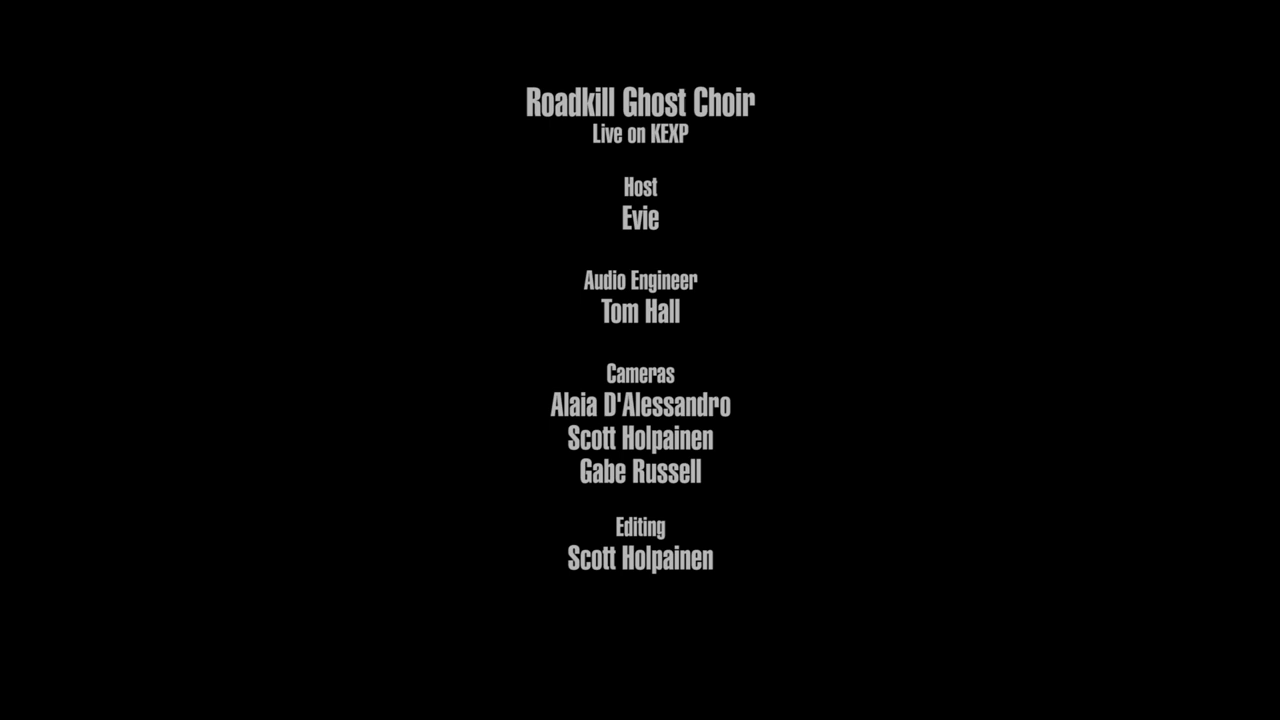 Roadkill Ghost Choir
Live on KEXP
Host
Evie
Audio Engineer
Tom Hall
Cameras
Alaia D'Alessandro
Scott Holpainen
Gabe Russell
Editing
Scott Holpainen